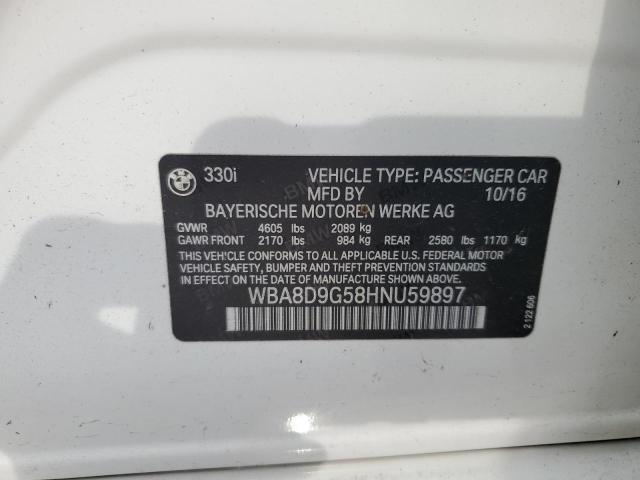 330i VEHICLE TYPE: PASSENGER CAR
MFD BY 10/16
BAYERISCHE MOTOREN WERKE AG
GVWR 4605 lbs 2089 kg
GAWR FRONT 2170 lbs 984 kg REAR 2580 lbs 1170 kg
THIS VEHICLE CONFORMS TO ALL APPLICABLE U.S. FEDERAL MOTOR
VEHICLE SAFETY, BUMPER AND THEFT PREVENTION STANDARDS
IN EFFECT ON THE DATE OF MANUFACTURE SHOWN ABOVE.
WBA8D9G58HNU59897
2 122 606